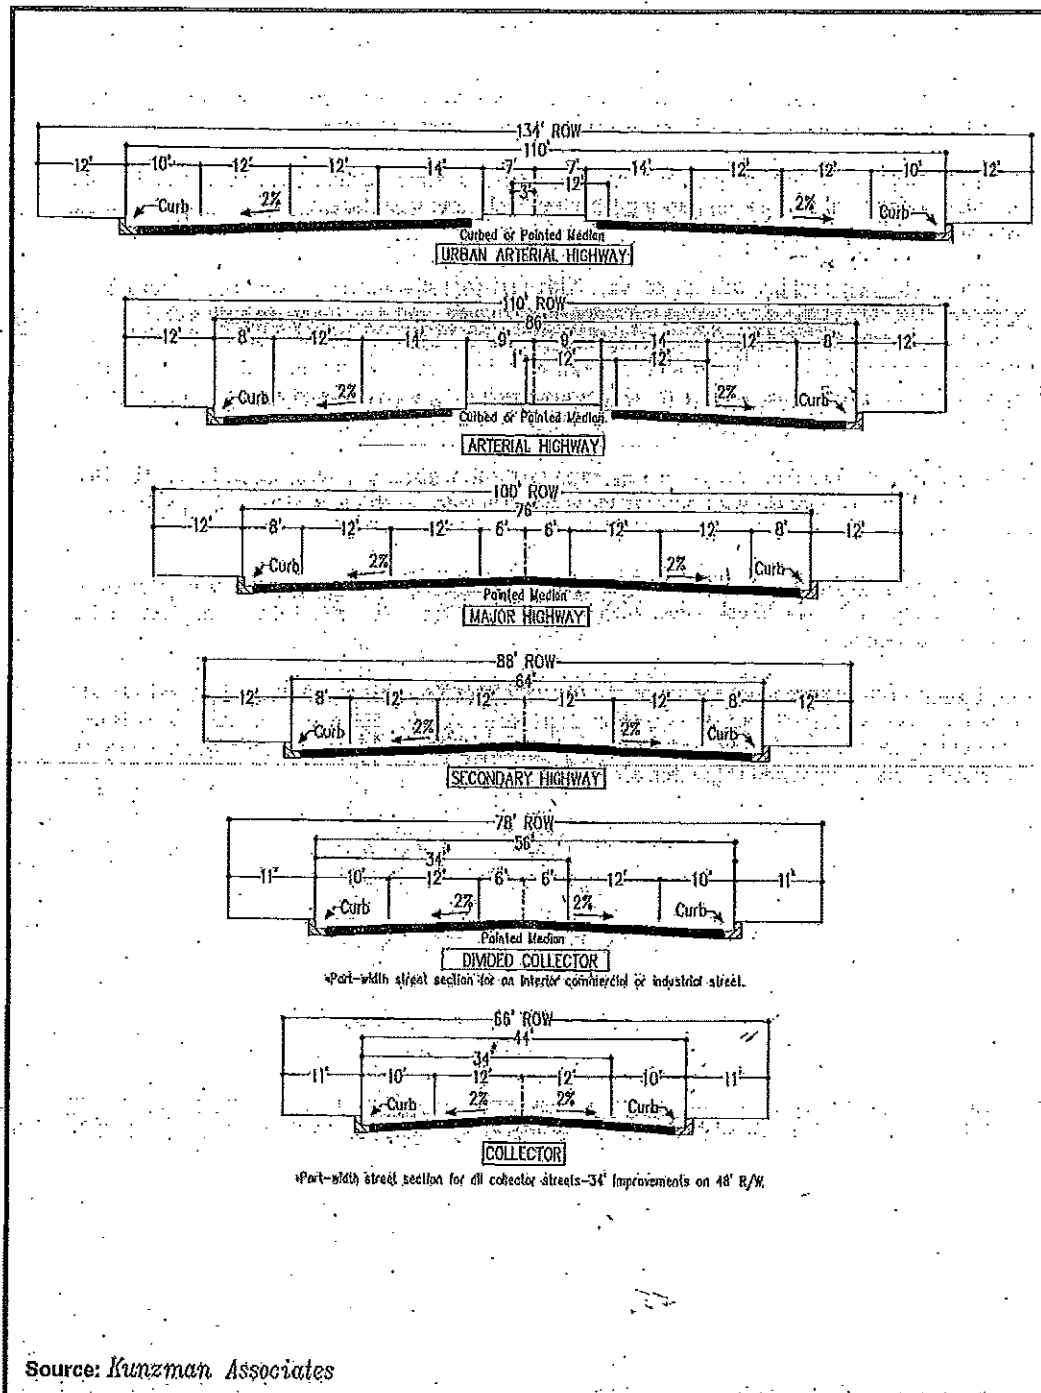 134' ROW
110'
12' 10' 12' 12' 14' 7' 7' 14' 12' 12' 10' 12'
3' 12'
Curb 2% 2% Curb
Curbed or Painted Median
URBAN ARTERIAL HIGHWAY
110' ROW
86'
12' 8' 12' 14' 9' 9' 14' 12' 8' 12'
1' 12' 12'
Curb 2% 2% Curb
Curbed or Painted Median
ARTERIAL HIGHWAY
100' ROW
76'
12' 8' 12' 12' 6' 6' 12' 12' 8' 12'
Curb 2% 2% Curb
Painted Median
MAJOR HIGHWAY
88' ROW
64'
12' 8' 12' 12' 12' 12' 8' 12'
Curb 2% 2% Curb
SECONDARY HIGHWAY
78' ROW
56'
34'*
11' 10' 12' 6' 6' 12' 10' 11'
Curb 2% 2% Curb
Painted Median
DIVIDED COLLECTOR
*Part-width street section for an interior commercial or industrial street.
66' ROW
44'
34'*
11' 10' 12' 12' 10' 11'
Curb 2% 2% Curb
COLLECTOR
*Part-width street section for all collector streets-34' improvements on 48' R/W.
Source: Kunzman Associates